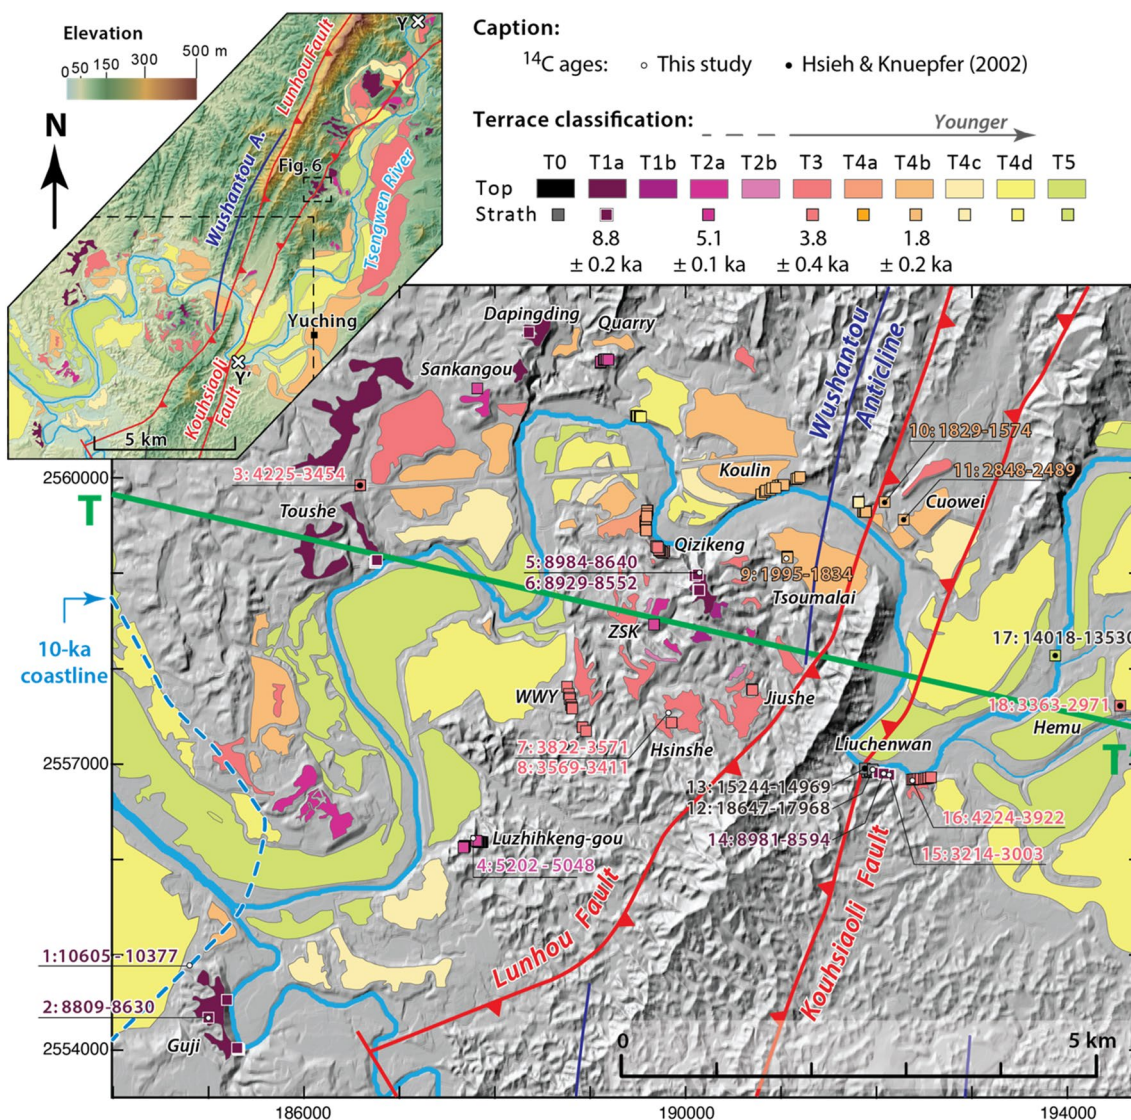 Elevation
0 50 150 300 500 m
N
Y
Lunhou Fault
Wushantou A.
Fig. 6
Tsengwen River
Yuching
Y'
Kouhsiaoli
Fault
5 km
Caption:
14C ages: This study Hsieh & Knuepfer (2002)
Terrace classification: Younger
T0 T1a T1b T2a T2b T3 T4a T4b T4c T4d T5
Top
Strath
8.8 5.1 3.8 1.8
± 0.2 ka ± 0.1 ka ± 0.4 ka ± 0.2 ka
Dapingding
Quarry
Sankangou
Wushantou
Anticline
10: 1829-1574
2560000
3: 4225-3454
Koulin
11: 2848-2489
Cuowei
T
Toushe
Qizikeng
5: 8984-8640
6: 8929-8552
9: 1995-1834
Tsoumalai
10-ka
coastline
ZSK
17: 14018-13530
WWY
Jiushe
18: 3363-2971
Hemu
Hsinshe
7: 3822-3571
8: 3569-3411
Liuchenwan
T'
2557000
13: 15244-14969
12: 18647-17968
16: 4224-3922
14: 8981-8594
15: 3214-3003
Luzhihkeng-gou
4: 5202 - 5048
Lunhou Fault
Kouhsiaoli Fault
1:10605 - 10377
2: 8809-8630
Guji
2554000
0 5 km
186000 190000 194000